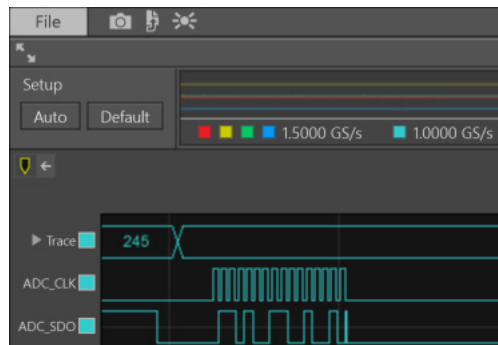 File
Setup
Auto Default
1.5000 GS/s 1.0000 GS/s
Trace 245
ADC_CLK
ADC_SDO